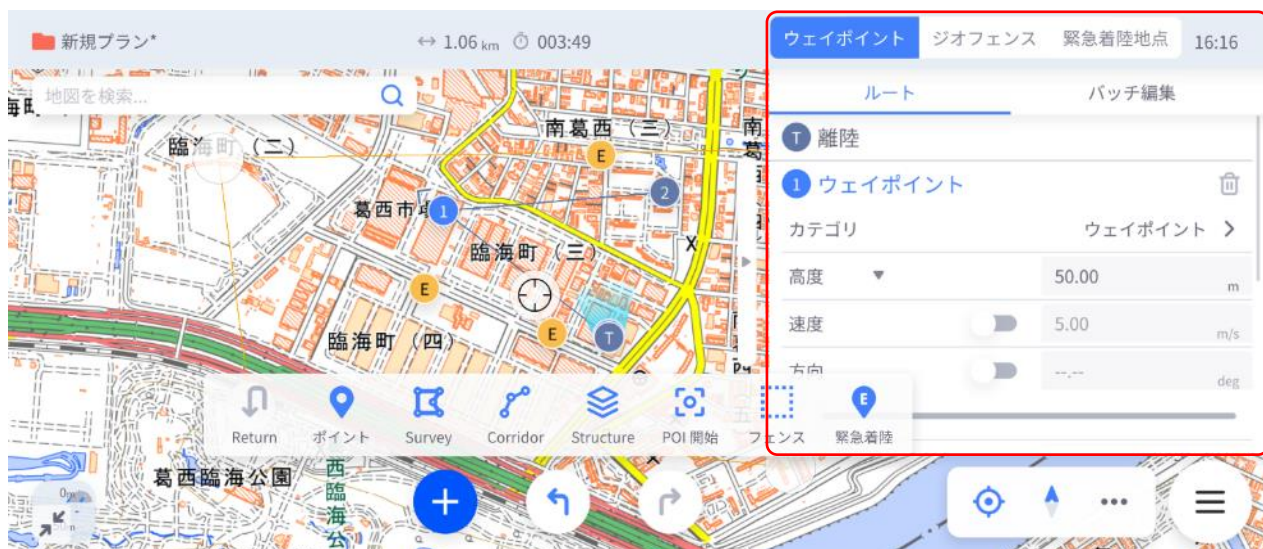 新規プラン*
↔ 1.06 km 003:49
ウェイポイント ジオフェンス 緊急着陸地点 16:16
地図を検索...
ルート バッチ編集
臨海町 (二)
南葛西 (三)
南葛
E
T 離陸
1 ウェイポイント
2
葛西市
1
カテゴリ ウェイポイント
臨海町 (三)
X
高度 50.00 m
E
速度 5.00 m/s
臨海町 (四)
E
T
方向 --.-- deg
E
Return ポイント Survey Corridor Structure POI 開始 フェンス 緊急着陸
葛西臨海公園
西臨海公